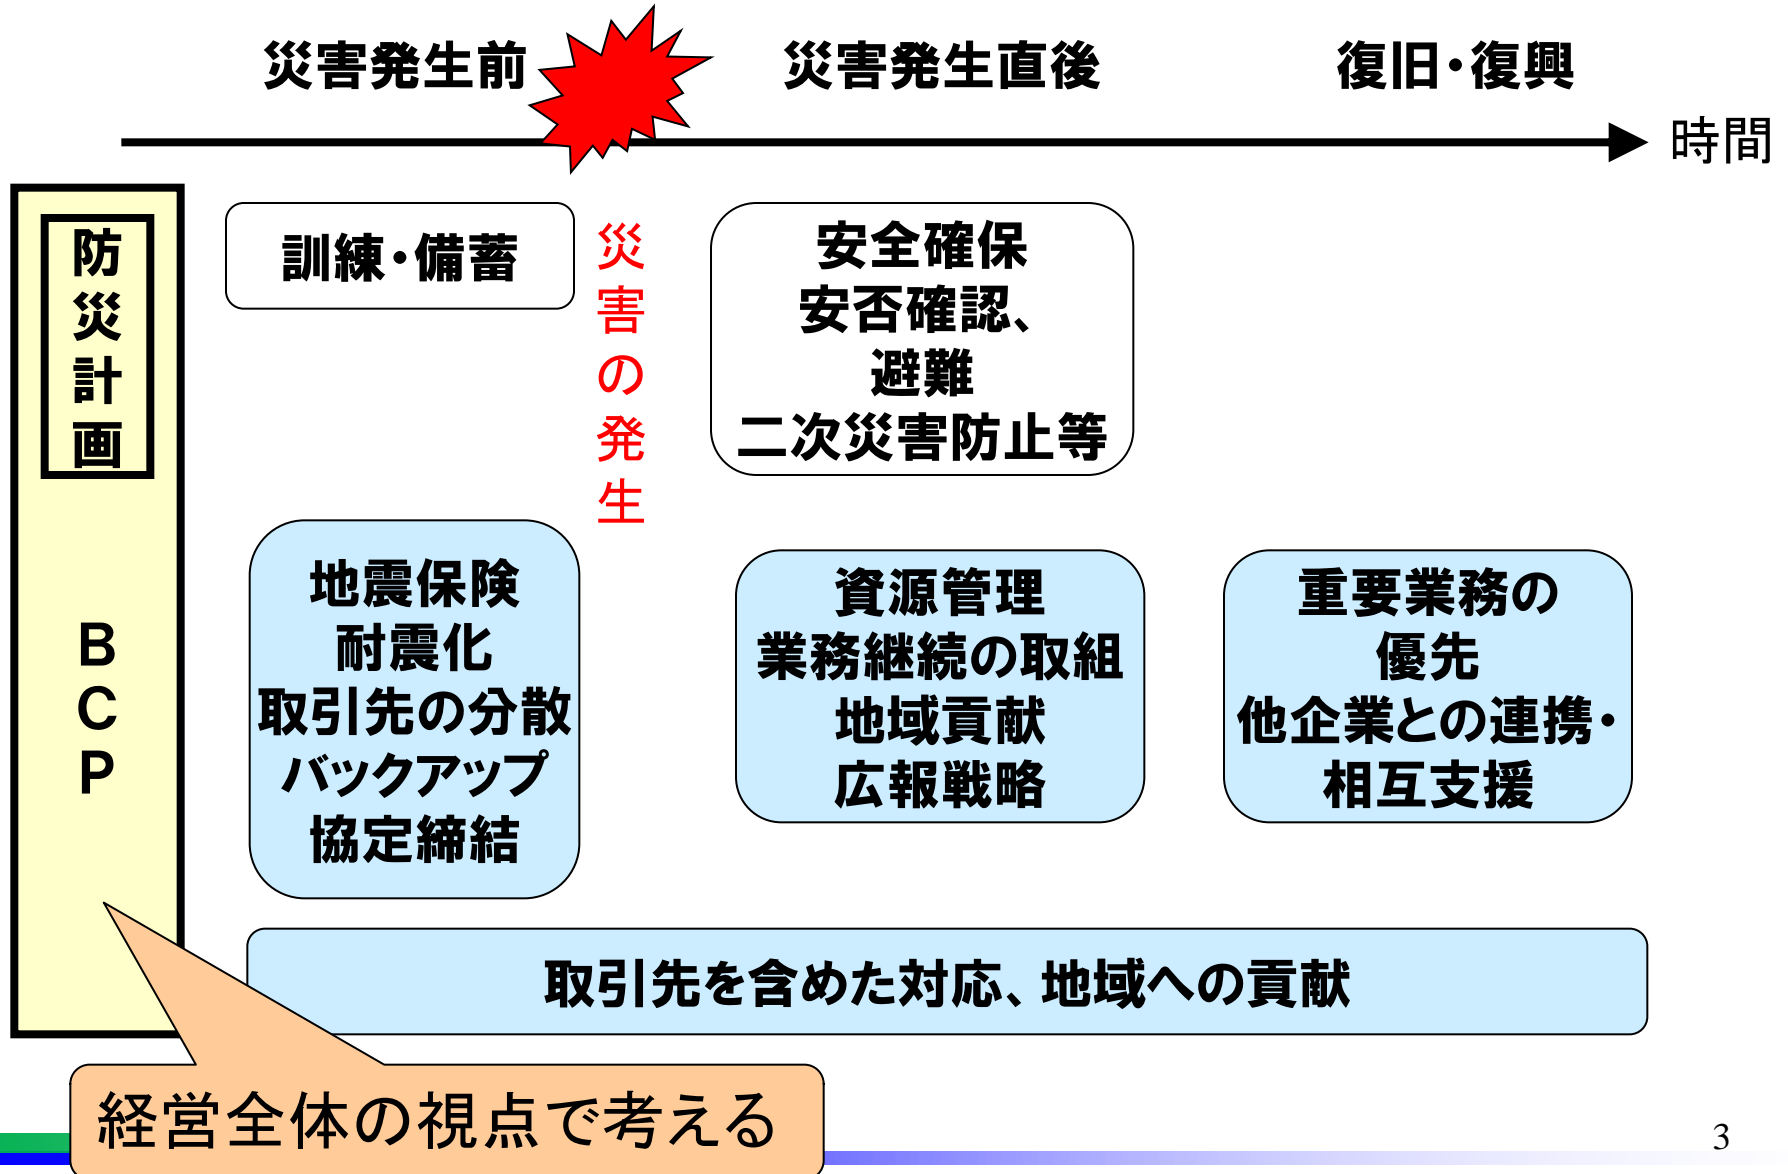 災害発生前
災害発生直後
復旧・復興
時間
防災計画
BCP
訓練・備蓄
災害の発生
安全確保
安否確認、
避難
二次災害防止等
地震保険
耐震化
取引先の分散
バックアップ
協定締結
資源管理
業務継続の取組
地域貢献
広報戦略
重要業務の
優先
他企業との連携・
相互支援
取引先を含めた対応、地域への貢献
経営全体の視点で考える
3